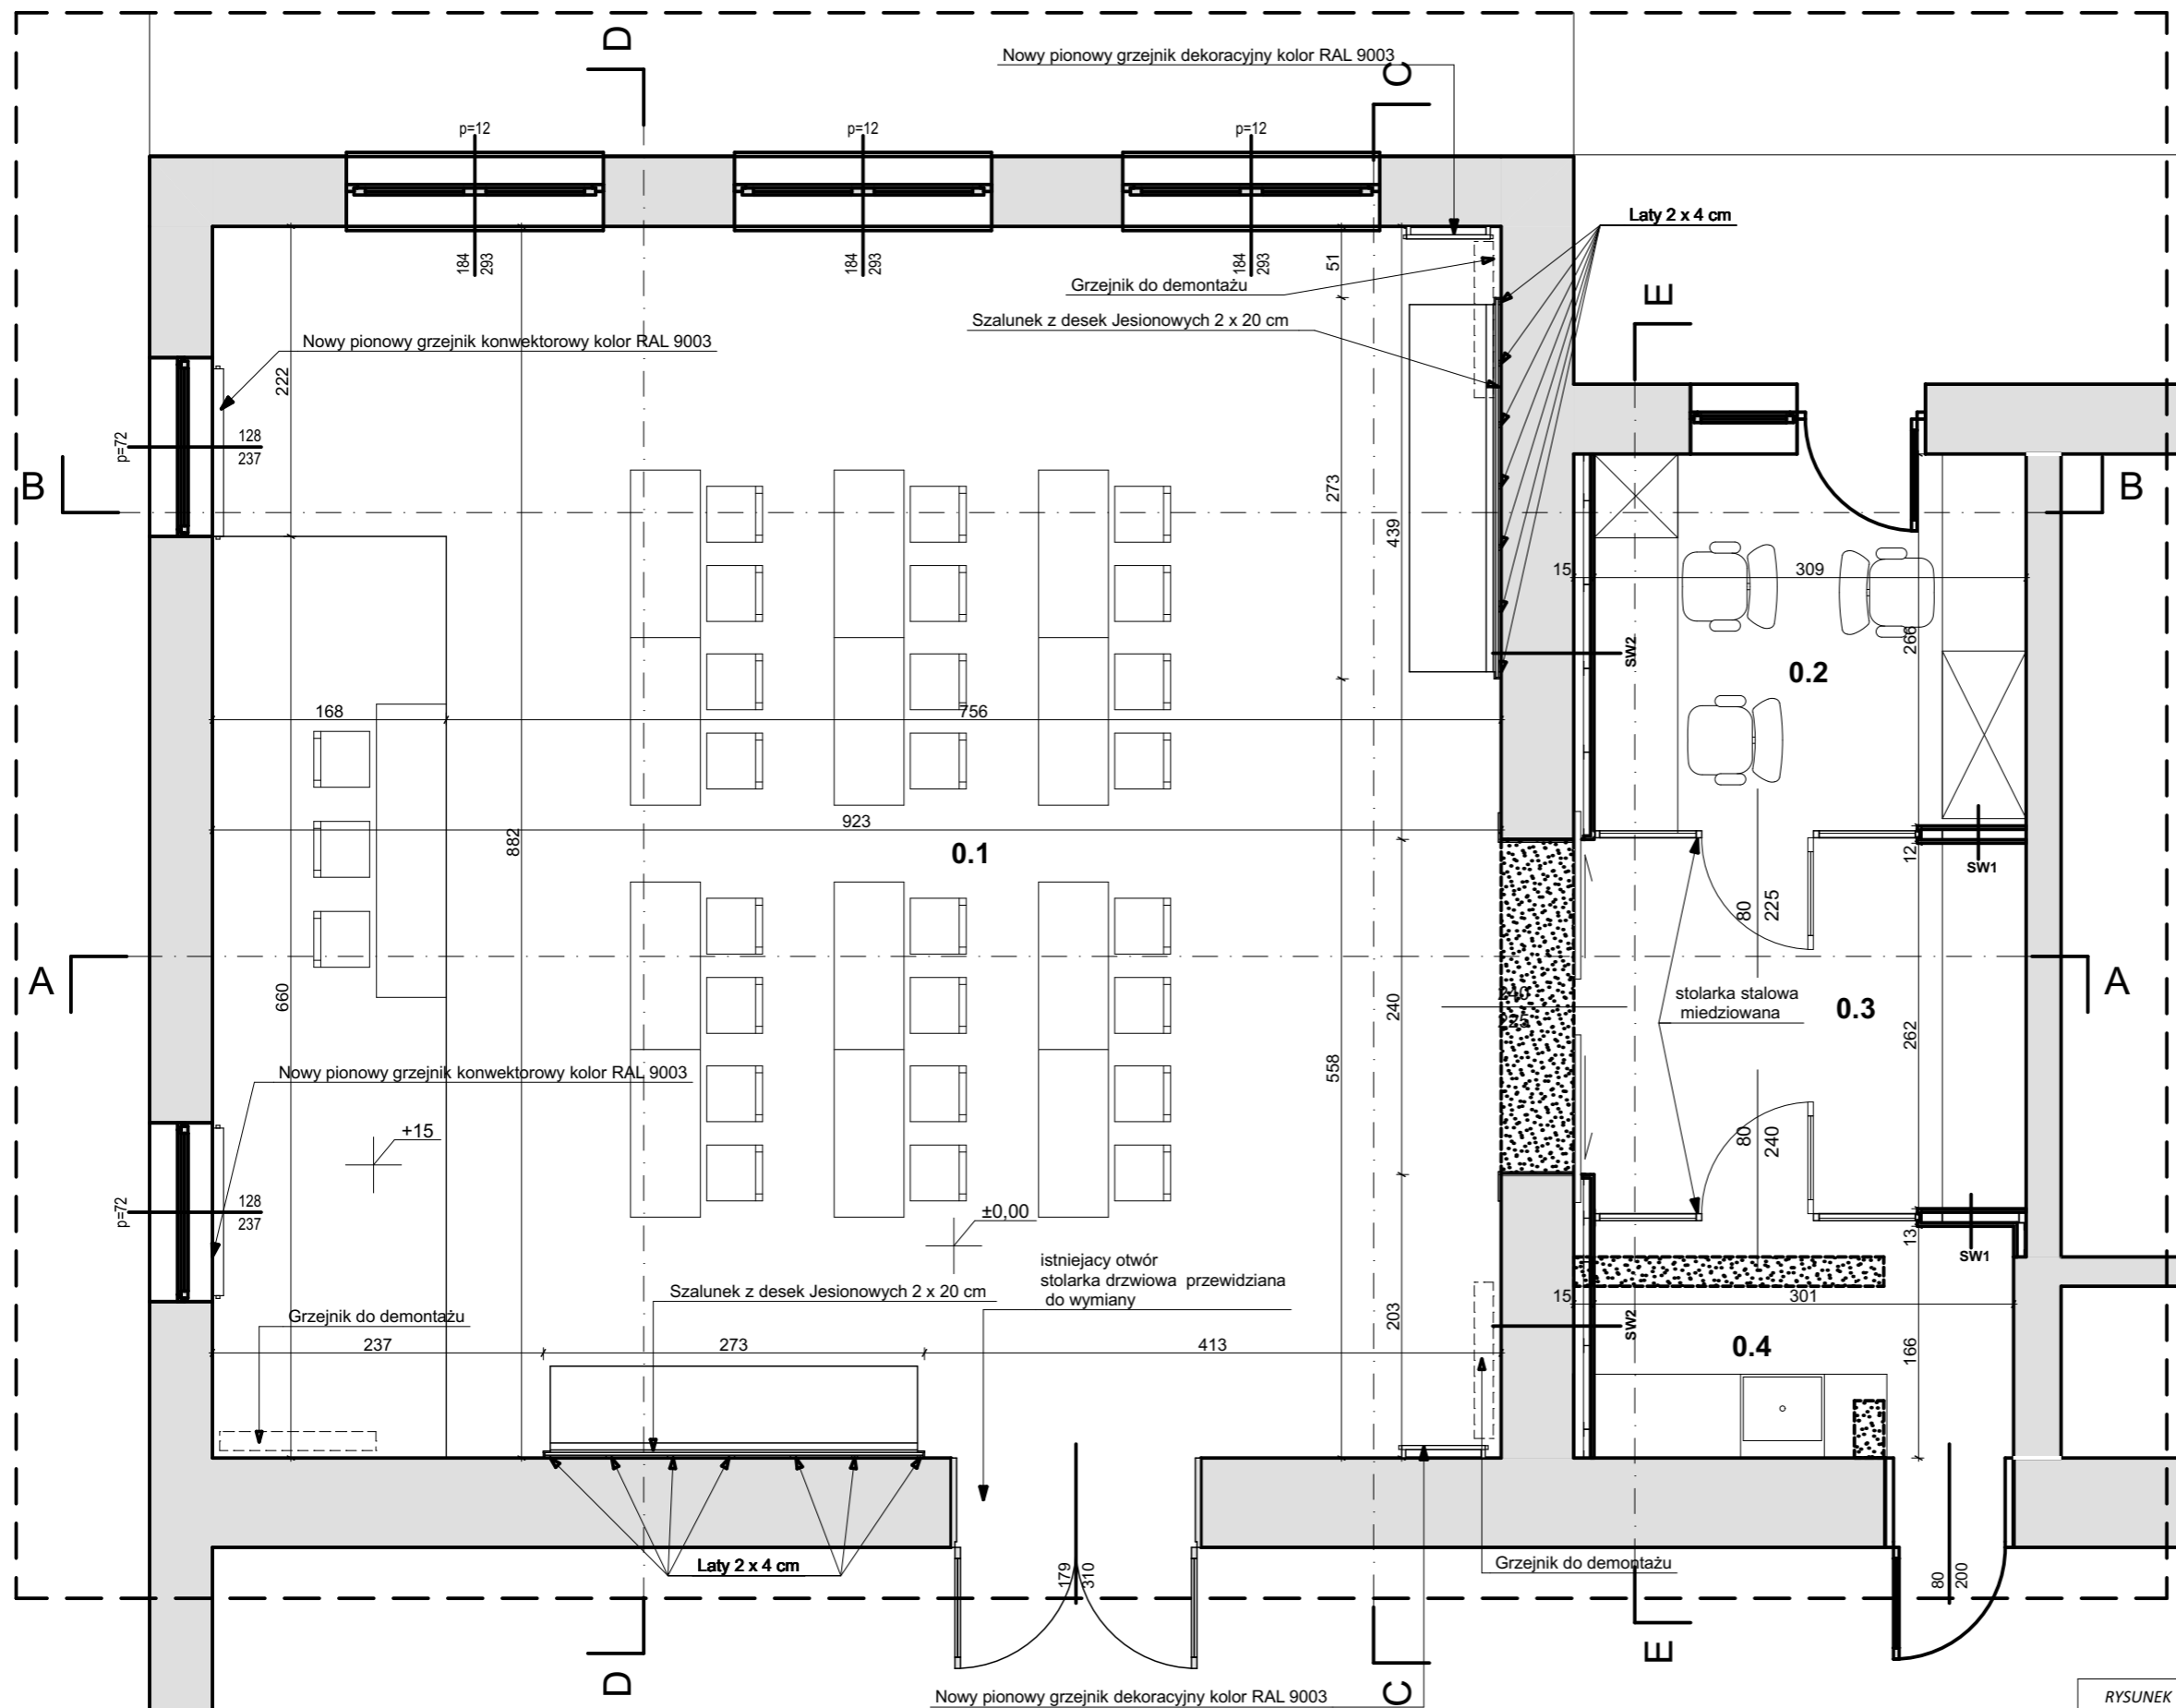 D
Nowy pionowy grzejnik dekoracyjny kolor RAL 9003
C
p=12
p=12
p=12
184
293
184
293
184
293
Laty 2 x 4 cm
51
Grzejnik do demontażu
E
Szalunek z desek Jesionowych 2 x 20 cm
Nowy pionowy grzejnik konwektorowy kolor RAL 9003
222
p=72
128
237
B
B
273
439
15
309
266
SW2
0.2
168
756
923
882
0.1
12
SW1
80
225
A
A
660
240
240
225
stolarka stalowa
miedziowana
0.3
262
558
Nowy pionowy grzejnik konwektorowy kolor RAL 9003
+15
80
240
p=72
128
237
±0,00
13
SW1
istniejacy otwór
stolarka drzwiowa przewidziana
do wymiany
Szalunek z desek Jesionowych 2 x 20 cm
15
301
Grzejnik do demontażu
203
SW2
237
273
413
0.4
166
Laty 2 x 4 cm
179
310
Grzejnik do demontażu
80
200
D
C
E
Nowy pionowy grzejnik dekoracyjny kolor RAL 9003
RYSUNEK